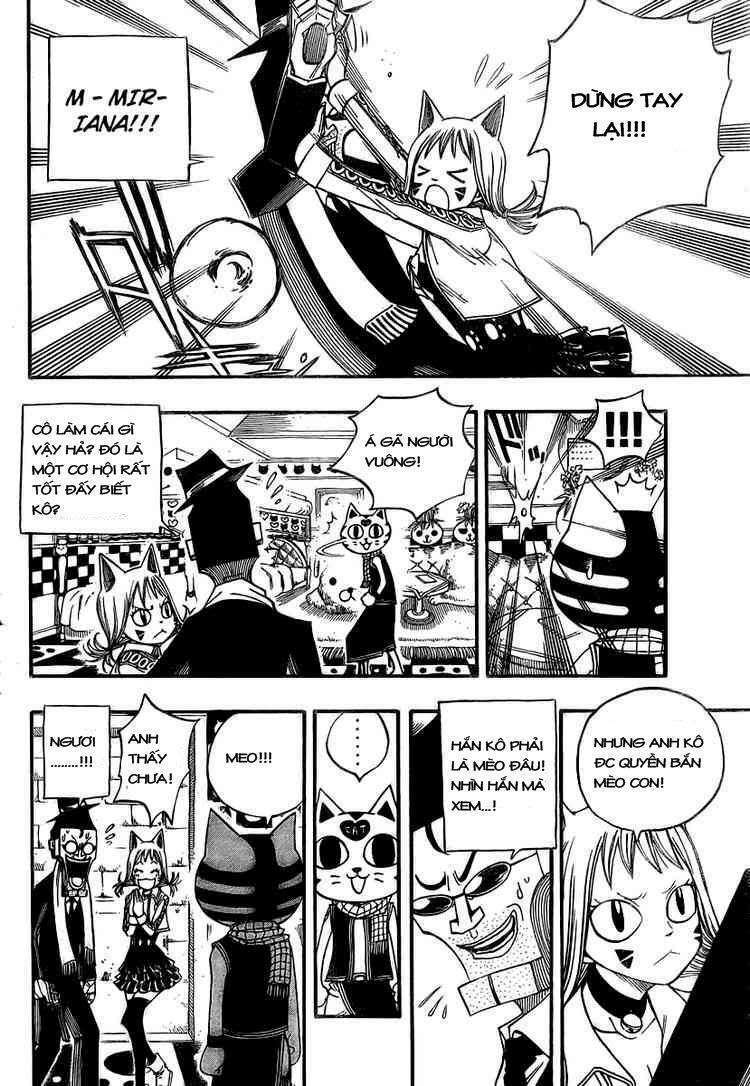 M - MIR-
IANA!!!
DỪNG TAY
LẠI!!!
CÔ LÀM CÁI GÌ
VẬY HẢ? ĐÓ LÀ
MỘT CƠ HỘI RẤT
TỐT ĐẤY BIẾT
KÔ?
Á GÃ NGƯỜI
VUÔNG!
!!!
NGƯƠI
.........!!!
ANH
THẤY
CHƯA!
MEO!!!
......
HẮN KÔ PHẢI
LÀ MÈO ĐÂU!
NHÌN HẮN MÀ
XEM...!
NHƯNG ANH KÔ
ĐC QUYỀN BẮN
MÈO CON!